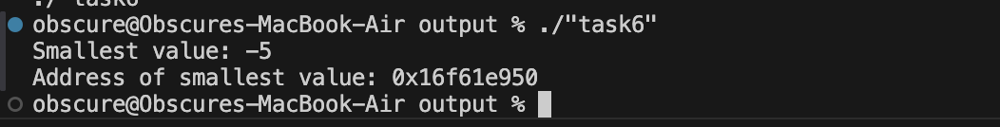 obscure@Obscures-MacBook-Air output % ./"task6"
Smallest value: -5
Address of smallest value: 0x16f61e950
obscure@Obscures-MacBook-Air output %